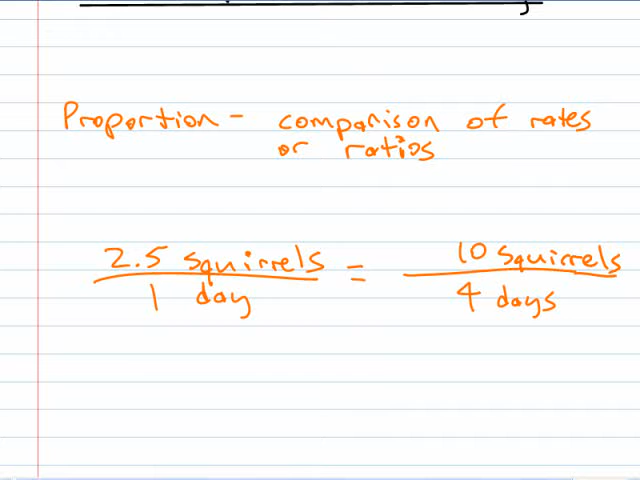 Proportion - comparison of rates
or ratios
2.5 squirrels = 10 squirrels
1 day 4 days